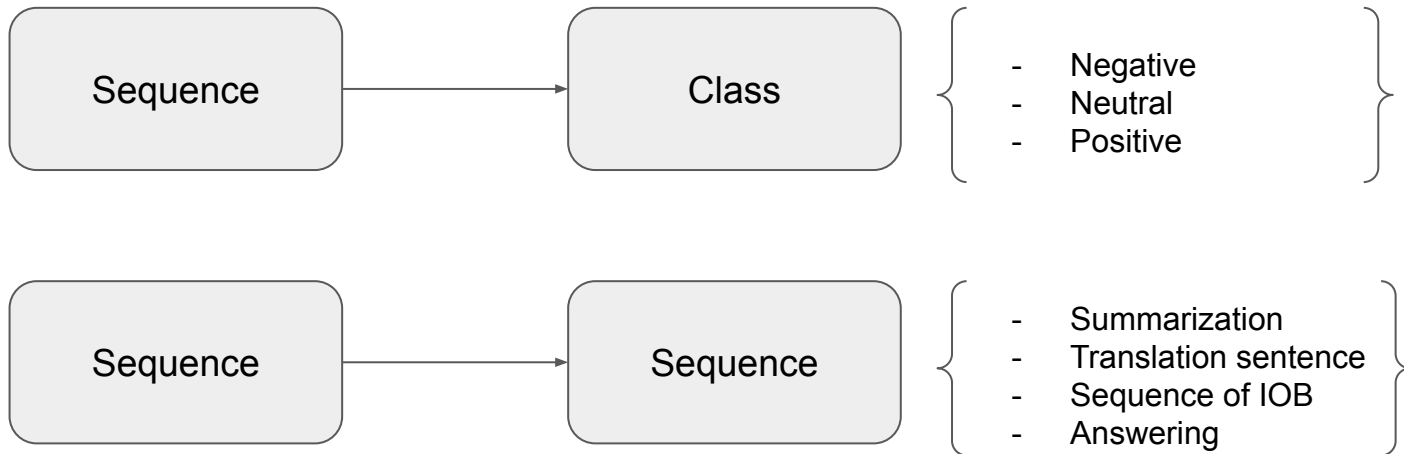 Sequence
Class
- Negative
- Neutral
- Positive
Sequence
Sequence
- Summarization
- Translation sentence
- Sequence of IOB
- Answering